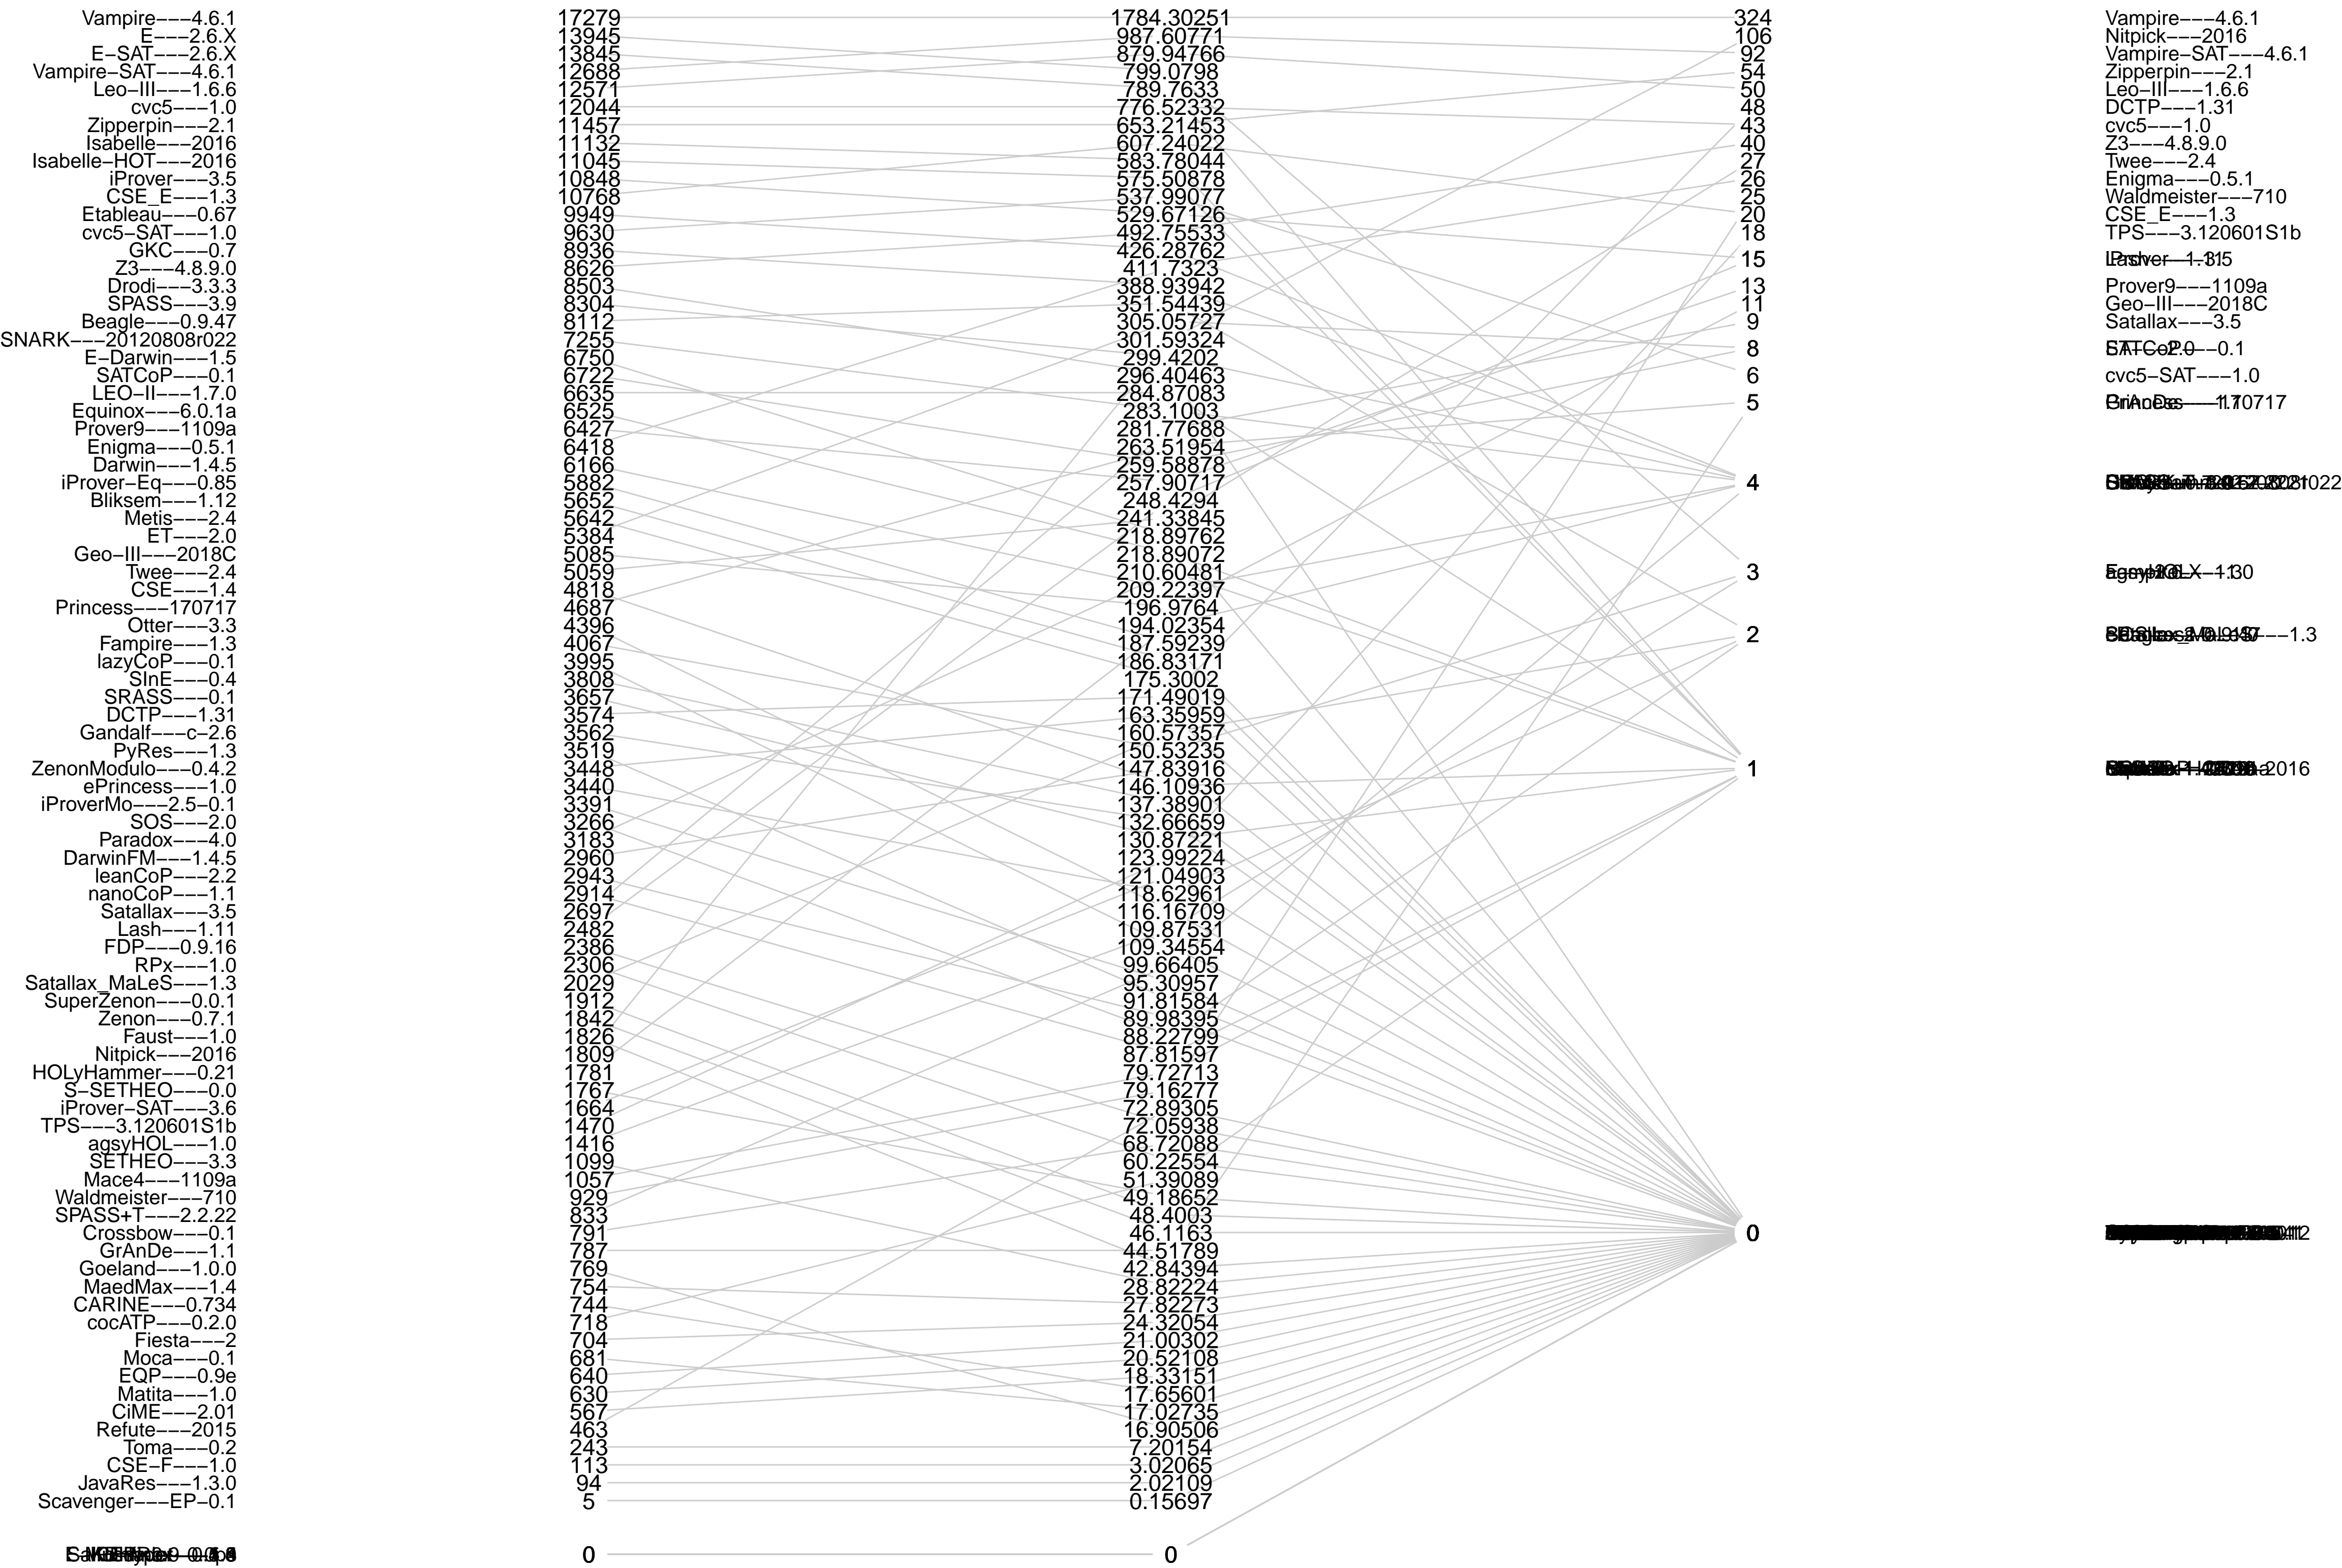 Vampire---4.6.1 17279 1784.30251 324 Vampire---4.6.1
E---2.6.X 13945 987.60771 106 Nitpick---2016
E-SAT---2.6.X 13845 879.94766 92 Vampire-SAT---4.6.1
Vampire-SAT---4.6.1 12688 799.0798 54 Zipperpin---2.1
Leo-III---1.6.6 12571 789.7633 50 Leo-III---1.6.6
cvc5---1.0 12044 776.52332 48 DCTP---1.31
Zipperpin---2.1 11457 653.21453 43 cvc5---1.0
Isabelle---2016 11132 607.24022 40 Z3---4.8.9.0
Isabelle-HOT---2016 11045 583.78044 27 Twee---2.4
iProver---3.5 10848 575.50878 26 Enigma---0.5.1
CSE_E---1.3 10768 537.99077 25 Waldmeister---710
Etableau---0.67 9949 529.67126 20 CSE_E---1.3
cvc5-SAT---1.0 9630 492.75533 18 TPS---3.120601S1b
GKC---0.7 8936 426.28762 15
Z3---4.8.9.0 8626 411.7323
Drodi---3.3.3 8503 388.93942 13 Prover9---1109a
SPASS---3.9 8304 351.54439 11 Geo-III---2018C
Beagle---0.9.47 8112 305.05727 9 Satallax---3.5
SNARK---20120808r022 7255 301.59324 8
E-Darwin---1.5 6750 299.4202
SATCoP---0.1 6722 296.40463 6 cvc5-SAT---1.0
LEO-II---1.7.0 6635 284.87083 5
Equinox---6.0.1a 6525 283.1003
Prover9---1109a 6427 281.77688
Enigma---0.5.1 6418 263.51954
Darwin---1.4.5 6166 259.58878
iProver-Eq---0.85 5882 257.90717 4
Bliksem---1.12 5652 248.4294
Metis---2.4 5642 241.33845
ET---2.0 5384 218.89762
Geo-III---2018C 5085 218.89072
Twee---2.4 5059 210.60481 3
CSE---1.4 4818 209.22397
Princess---170717 4687 196.9764
Otter---3.3 4396 194.02354 2
Fampire---1.3 4067 187.59239
lazyCoP---0.1 3995 186.83171
SInE---0.4 3808 175.3002
SRASS---0.1 3657 171.49019
DCTP---1.31 3574 163.35959
Gandalf---c-2.6 3562 160.57357
PyRes---1.3 3519 150.53235
ZenonModulo---0.4.2 3448 147.83916 1
ePrincess---1.0 3440 146.10936
iProverMo---2.5-0.1 3391 137.38901
SOS---2.0 3266 132.66659
Paradox---4.0 3183 130.87221
DarwinFM---1.4.5 2960 123.99224
leanCoP---2.2 2943 121.04903
nanoCoP---1.1 2914 118.62961
Satallax---3.5 2697 116.16709
Lash---1.11 2482 109.87531
FDP---0.9.16 2386 109.34554
RPx---1.0 2306 99.66405
Satallax_MaLeS---1.3 2029 95.30957
SuperZenon---0.0.1 1912 91.81584
Zenon---0.7.1 1842 89.98395
Faust---1.0 1826 88.22799
Nitpick---2016 1809 87.81597
HOLyHammer---0.21 1781 79.72713
S-SETHEO---0.0 1767 79.16277
iProver-SAT---3.6 1664 72.89305
TPS---3.120601S1b 1470 72.05938
agsyHOL---1.0 1416 68.72088
SETHEO---3.3 1099 60.22554
Mace4---1109a 1057 51.39089
Waldmeister---710 929 49.18652
SPASS+T---2.2.22 833 48.4003
Crossbow---0.1 791 46.1163 0
GrAnDe---1.1 787 44.51789
Goeland---1.0.0 769 42.84394
MaedMax---1.4 754 28.82224
CARINE---0.734 744 27.82273
cocATP---0.2.0 718 24.32054
Fiesta---2 704 21.00302
Moca---0.1 681 20.52108
EQP---0.9e 640 18.33151
Matita---1.0 630 17.65601
CiME---2.01 567 17.02735
Refute---2015 463 16.90506
Toma---0.2 243 7.20154
CSE-F---1.0 113 3.02065
JavaRes---1.3.0 94 2.02109
Scavenger---EP-0.1 5 0.15697
0 0